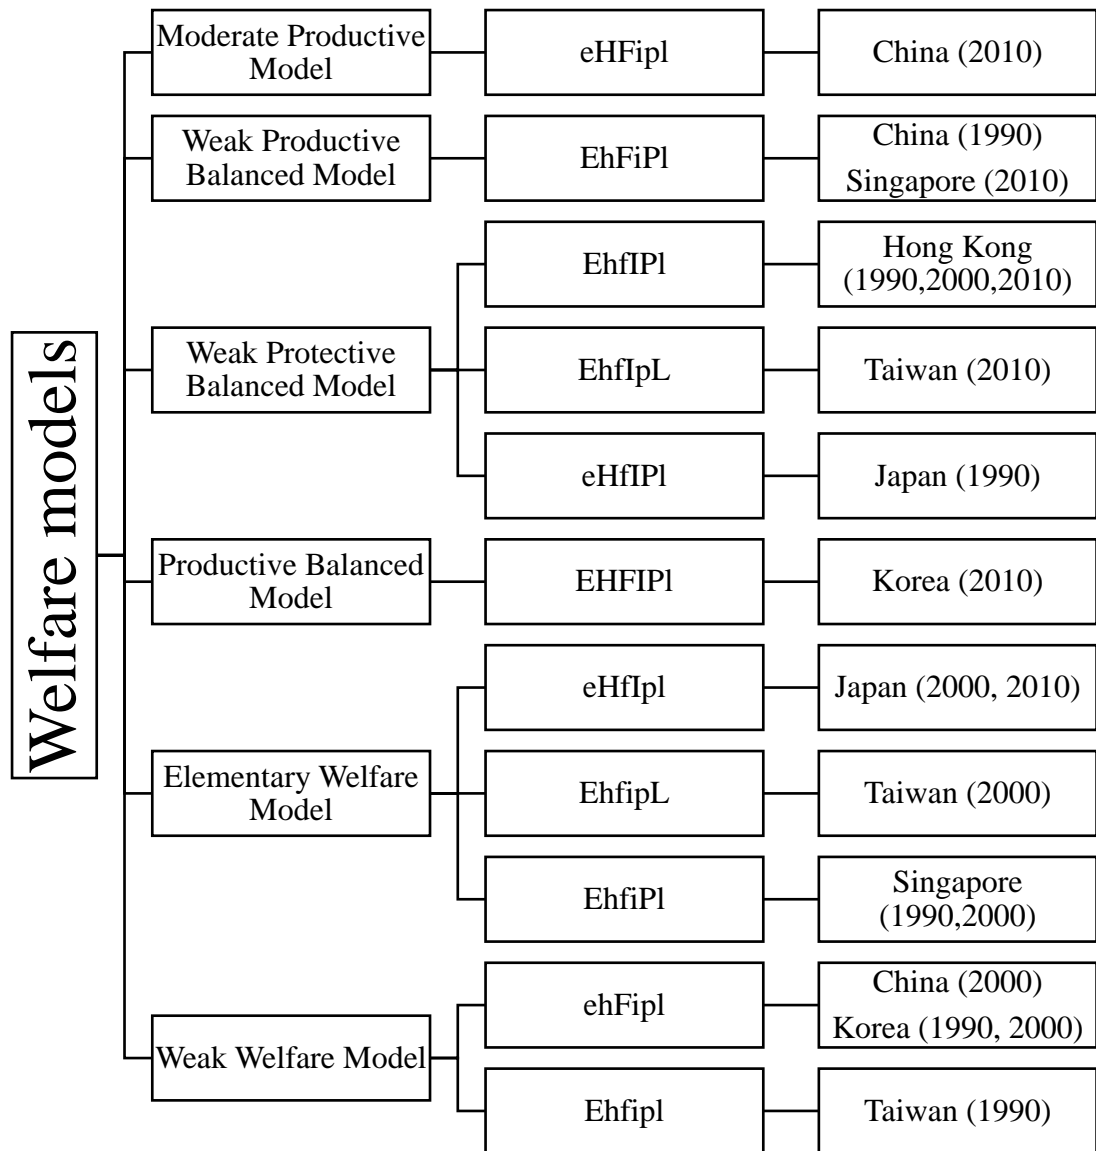 Welfare models
Moderate Productive
Model
eHFipl
China (2010)
Weak Productive
Balanced Model
EhFiPl
China (1990)
Singapore (2010)
Weak Protective
Balanced Model
EhfIPl
Hong Kong
(1990,2000,2010)
EhfIpL
Taiwan (2010)
eHfIPl
Japan (1990)
Productive Balanced
Model
EHFIPl
Korea (2010)
Elementary Welfare
Model
eHfIpl
Japan (2000, 2010)
EhfipL
Taiwan (2000)
EhfiPl
Singapore
(1990,2000)
Weak Welfare Model
ehFipl
China (2000)
Korea (1990, 2000)
Ehfipl
Taiwan (1990)